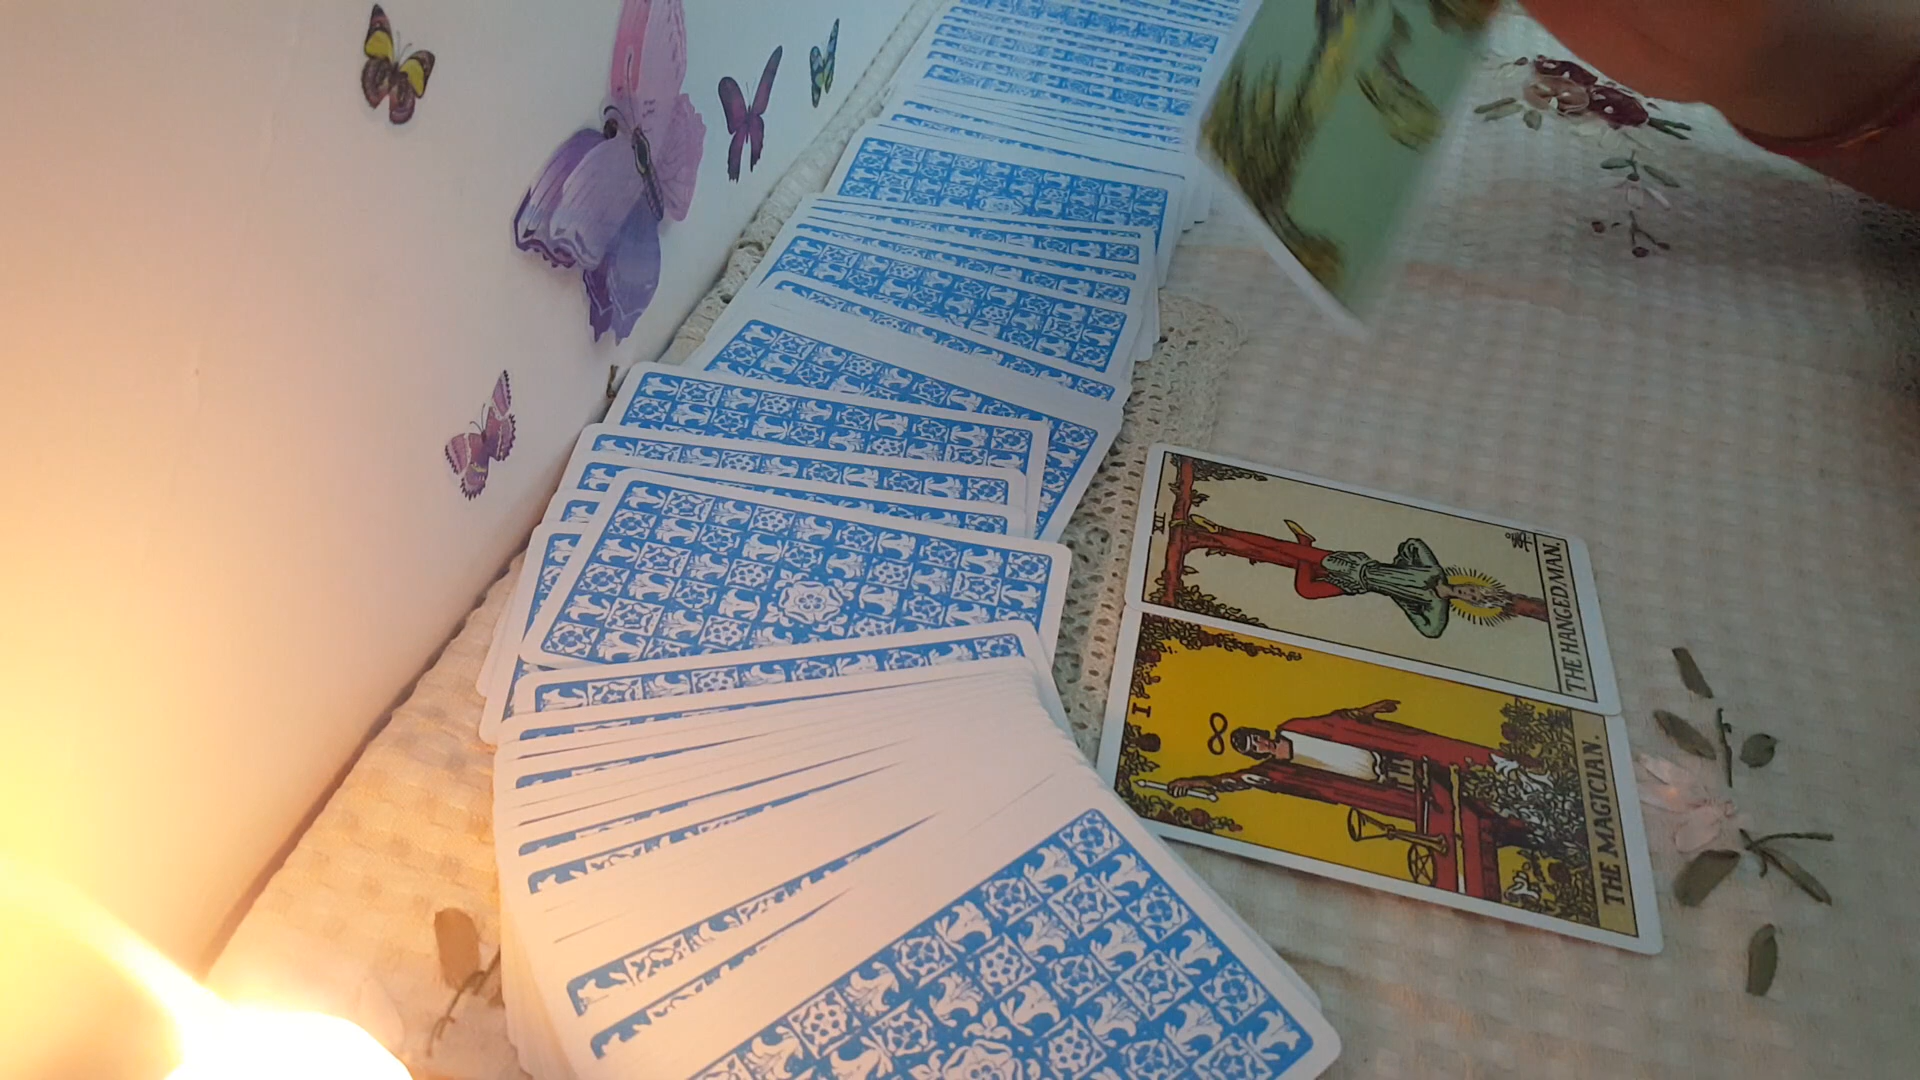 XII
THE HANGED MAN.
I
THE MAGICIAN.